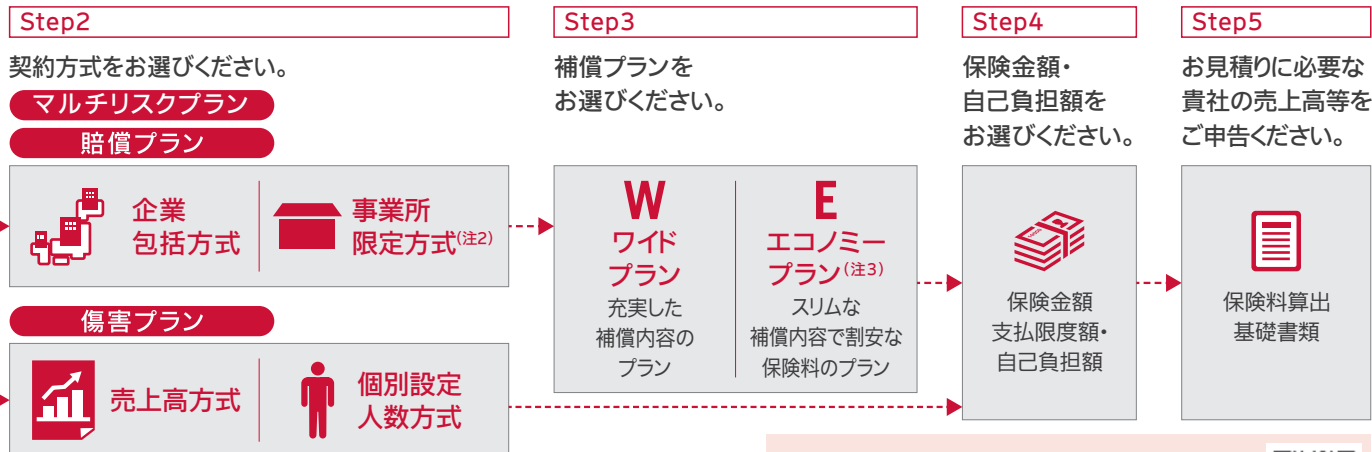 Step2
契約方式をお選びください。
マルチリスクプラン
賠償プラン
企業
包括方式
事業所
限定方式(注2)
傷害プラン
売上高方式
個別設定
人数方式
Step3
補償プランを
お選びください。
W
ワイド
プラン
充実した
補償内容の
プラン
E
エコノミー
プラン(注3)
スリムな
補償内容で割安な
保険料のプラン
Step4
保険金額・
自己負担額を
お選びください。
保険金額
支払限度額・
自己負担額
Step5
お見積りに必要な
貴社の売上高等を
ご申告ください。
保険料算出
基礎書類